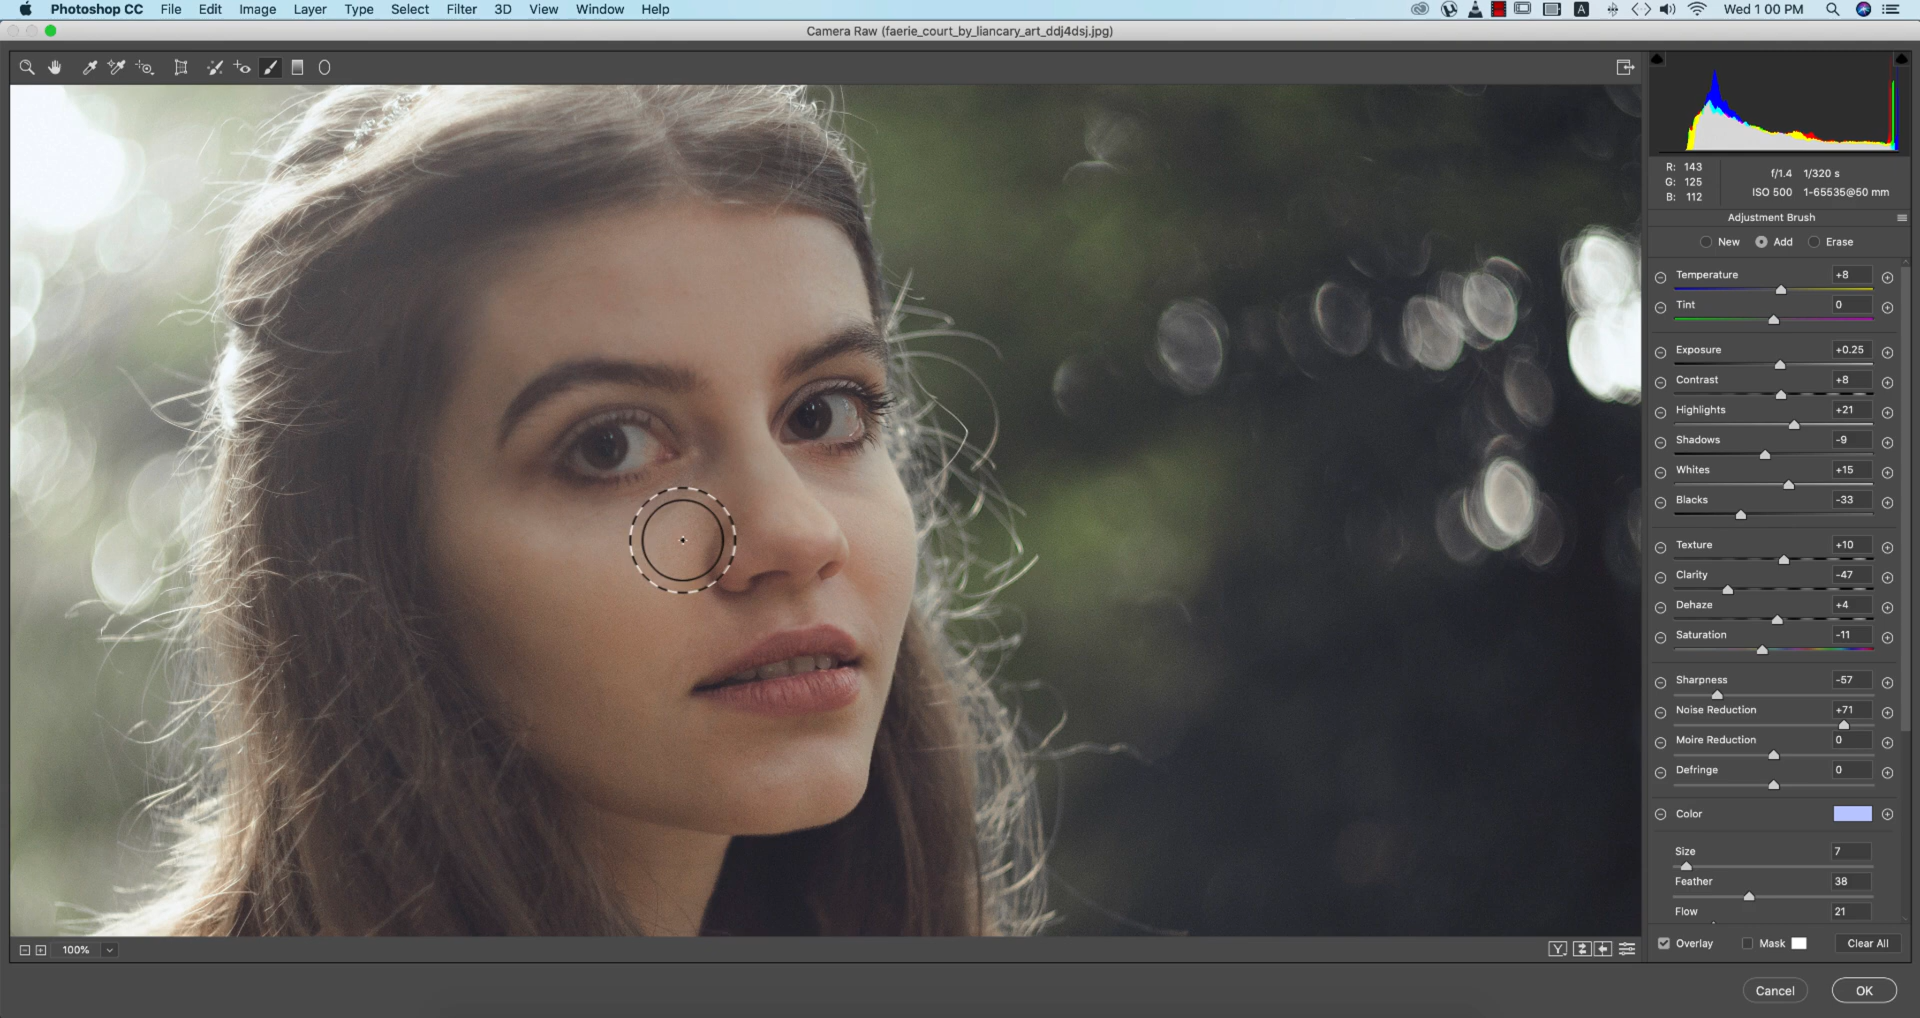 Photoshop CC File Edit Image Layer Type Select Filter 3D View Window Help A Wed 1 00 PM
Camera Raw (faerie_court_by_liancary_art_ddj4dsj.jpg)
R: 143
G: 125
B: 112
f/1.4 1/320 s
ISO 500 1-65535@50 mm
Adjustment Brush
New Add Erase
Temperature +8
Tint 0
Exposure +0.25
Contrast +8
Highlights +21
Shadows -9
Whites +15
Blacks -33
Texture +10
Clarity -47
Dehaze +4
Saturation -11
Sharpness -57
Noise Reduction +71
Moire Reduction 0
Defringe 0
Color
Size 7
Feather 38
Flow 21
100% Y
Overlay Mask Clear All
Cancel OK